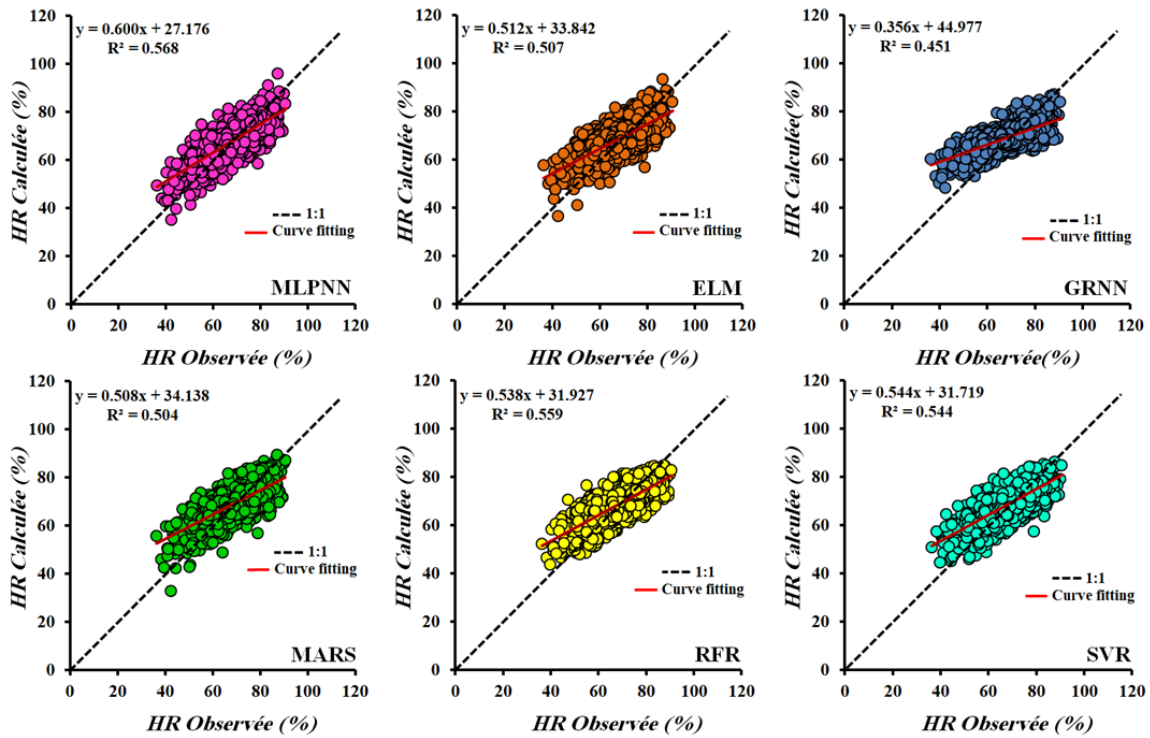 y = 0.600x + 27.176
R² = 0.568
HR Calculée (%)
120
100
80
60
40
20
0
1:1
Curve fitting
MLPNN
0 20 40 60 80 100 120
HR Observée (%)
y = 0.512x + 33.842
R² = 0.507
HR Calculée (%)
120
100
80
60
40
20
0
1:1
Curve fitting
ELM
0 20 40 60 80 100 120
HR Observée (%)
y = 0.356x + 44.977
R² = 0.451
HR Calculée(%)
120
100
80
60
40
20
0
1:1
Curve fitting
GRNN
0 20 40 60 80 100 120
HR Observée(%)
y = 0.508x + 34.138
R² = 0.504
HR Calculée (%)
120
100
80
60
40
20
0
1:1
Curve fitting
MARS
0 20 40 60 80 100 120
HR Observée (%)
y = 0.538x + 31.927
R² = 0.559
HR Calculée (%)
120
100
80
60
40
20
0
1:1
Curve fitting
RFR
0 20 40 60 80 100 120
HR Observée (%)
y = 0.544x + 31.719
R² = 0.544
HR Calculée (%)
120
100
80
60
40
20
0
1:1
Curve fitting
SVR
0 20 40 60 80 100 120
HR Observée (%)